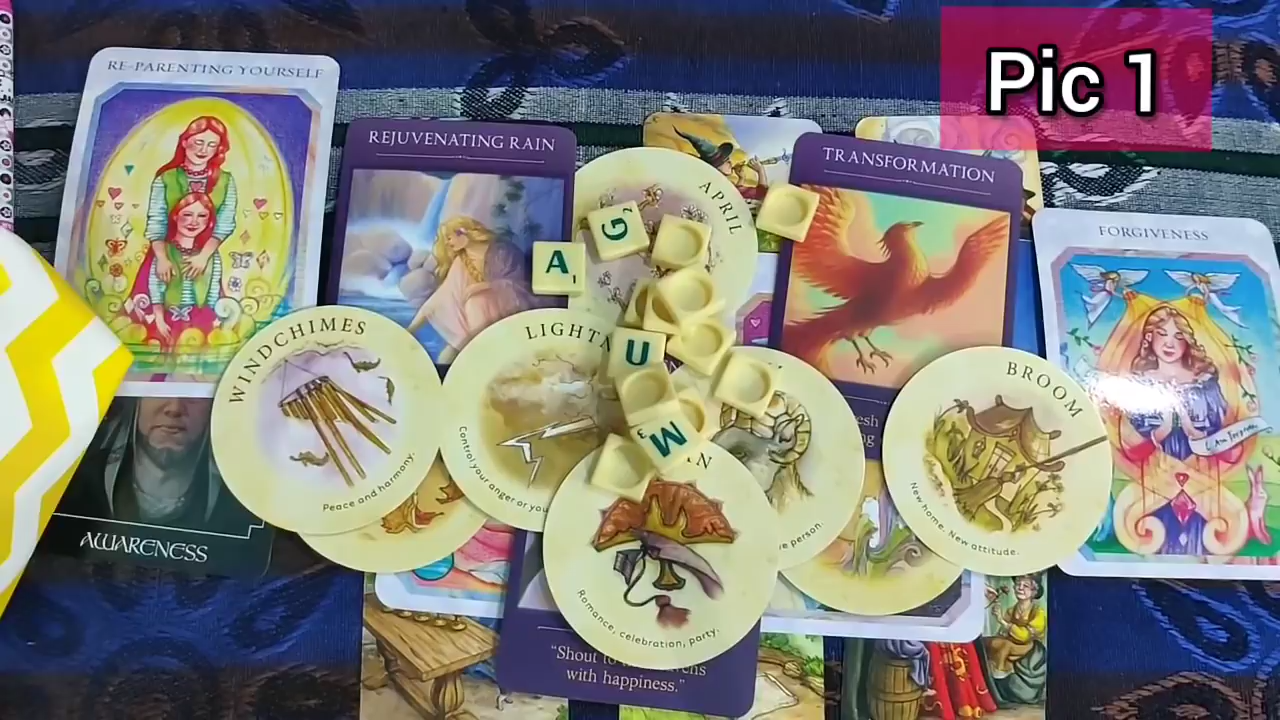 Pic 1
RE-PARENTING YOURSELF
REJUVENATING RAIN
APRIL
TRANSFORMATION
FORGIVENESS
G
A
U
M
WINDCHIMES
Peace and harmony.
Control your anger or you
BROOM
New home. New attitude.
e person.
Romance, celebration, party.
AWARENESS
"Shout to
with happiness."